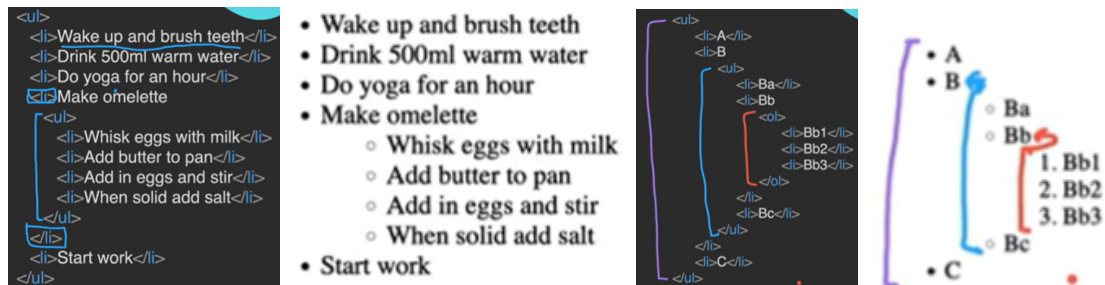 <ul>
<li>Wake up and brush teeth</li>
<li>Drink 500ml warm water</li>
<li>Do yoga for an hour</li>
<li>Make omelette
<ul>
<li>Whisk eggs with milk</li>
<li>Add butter to pan</li>
<li>Add in eggs and stir</li>
<li>When solid add salt</li>
</ul>
</li>
<li>Start work</li>
</ul>
• Wake up and brush teeth
• Drink 500ml warm water
• Do yoga for an hour
• Make omelette
○ Whisk eggs with milk
○ Add butter to pan
○ Add in eggs and stir
○ When solid add salt
• Start work
<ul>
<li>A</li>
<li>B
<ul>
<li>Ba</li>
<li>Bb
<ol>
<li>Bb1</li>
<li>Bb2</li>
<li>Bb3</li>
</ol>
</li>
<li>Bc</li>
</ul>
</li>
<li>C</li>
</ul>
• A
• B
○ Ba
○ Bb
1. Bb1
2. Bb2
3. Bb3
○ Bc
• C